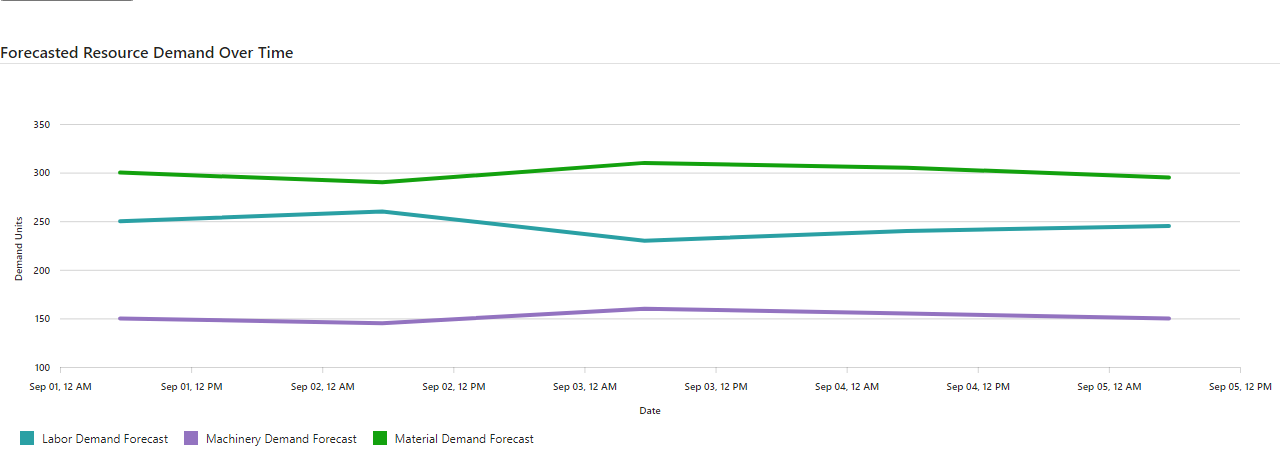 Forecasted Resource Demand Over Time
350
300
250
200
150
100
Demand Units
Sep 01, 12 AM Sep 01, 12 PM Sep 02, 12 AM Sep 02, 12 PM Sep 03, 12 AM Sep 03, 12 PM Sep 04, 12 AM Sep 04, 12 PM Sep 05, 12 AM Sep 05, 12 PM
Date
Labor Demand Forecast Machinery Demand Forecast Material Demand Forecast